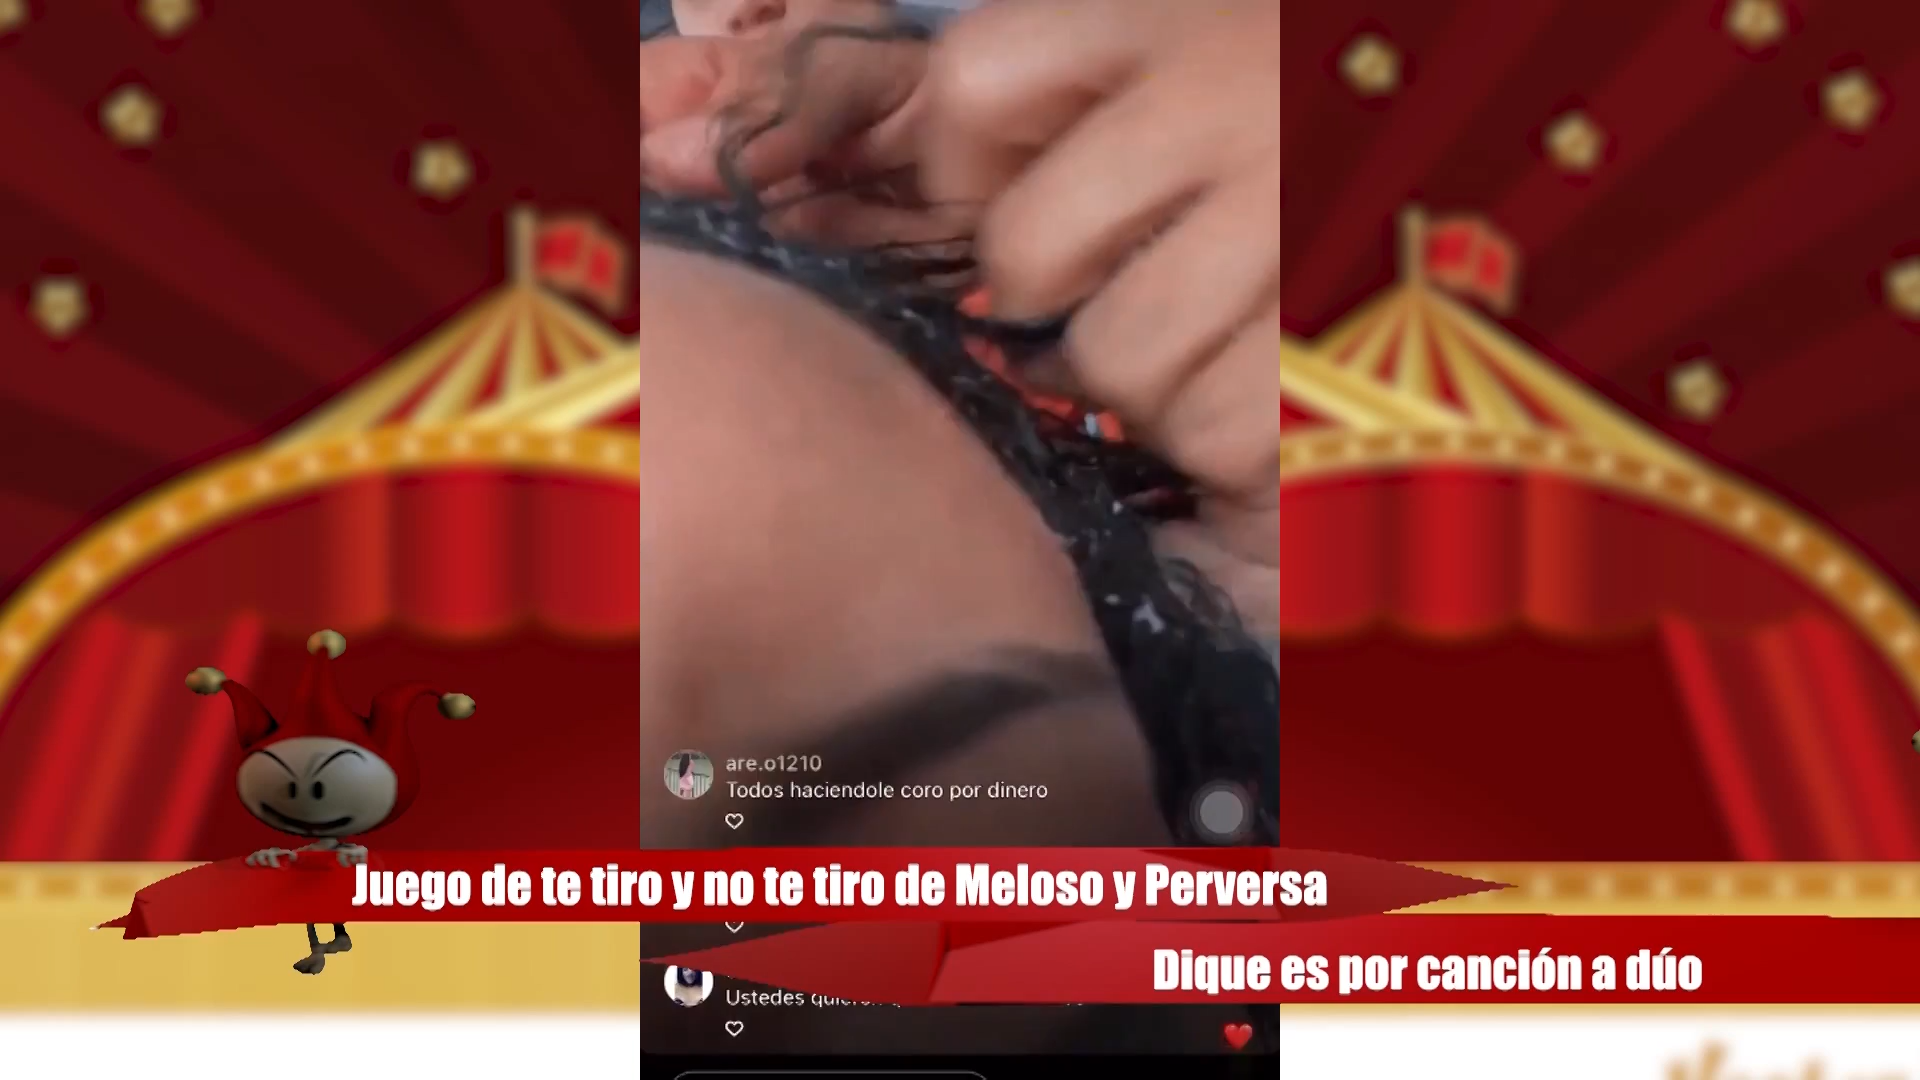 are.o1210
Todos haciendole coro por dinero
Juego de te tiro y no te tiro de Meloso y Perversa
Dique es por canción a dúo
Ustedes